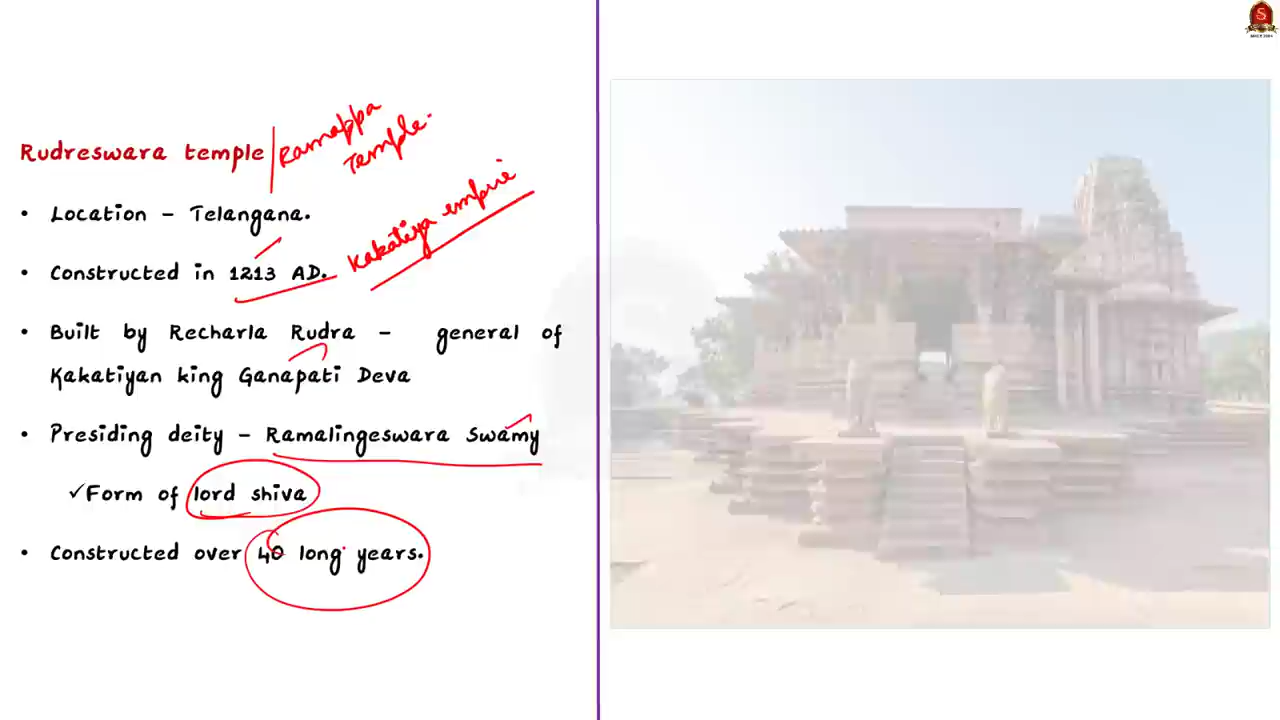 Rudreswara temple / Ramappa
Temple.
• Location – Telangana.
• Constructed in 1213 AD. Kakatiya empire
• Built by Recharla Rudra – general of
Kakatiyan king Ganapati Deva
• Presiding deity – Ramalingeswara Swamy
✓Form of lord shiva
• Constructed over 40 long years.